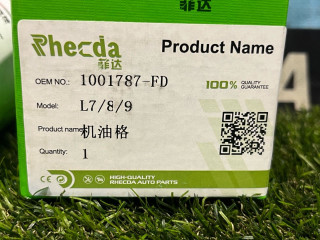 Rhecda
菲达
Product Name
OEM NO.: 1001787-FD
100% QUALITY GUARANTEE
Model: L7/8/9
Product name: 机油格
Quantity: 1
CE
HIGH-QUALITY
RHECDA AUTO PARTS